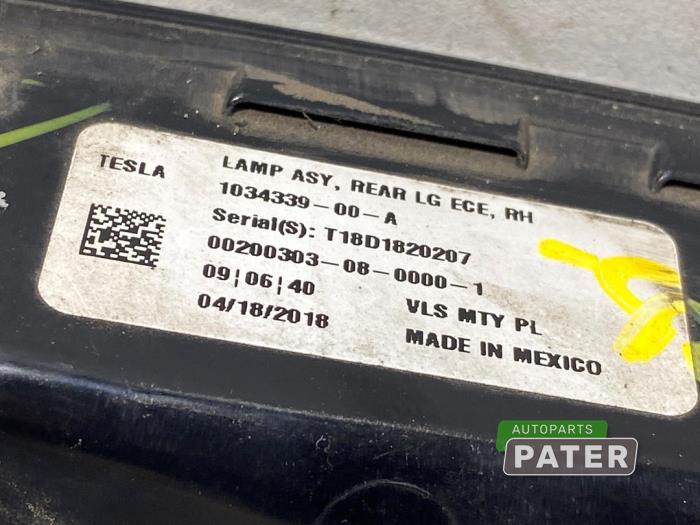 TESLA
LAMP ASY, REAR LG ECE, RH
1034339-00-A
Serial(S): T18D1820207
00200303-08-0000-1
09|06|40
VLS MTY PL
04/18/2018
MADE IN MEXICO
AUTOPARTS
PATER